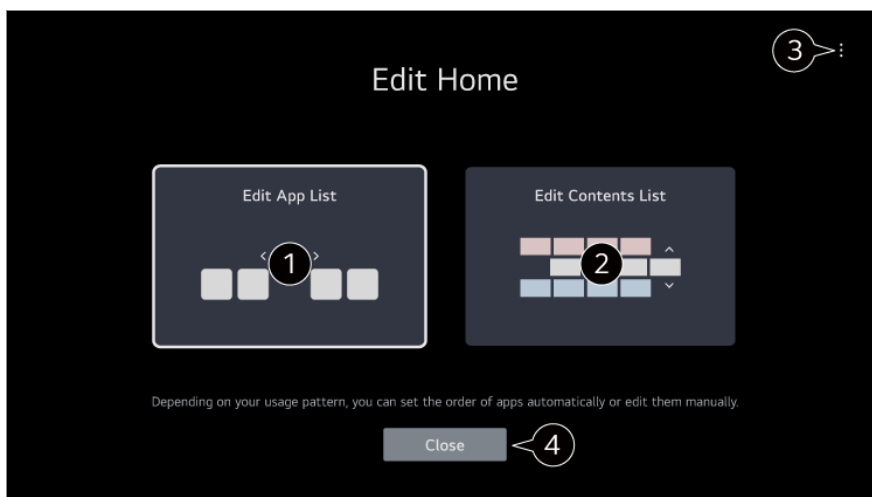 3
Edit Home
Edit App List
Edit Contents List
1
2
Depending on your usage pattern, you can set the order of apps automatically or edit them manually.
Close
4